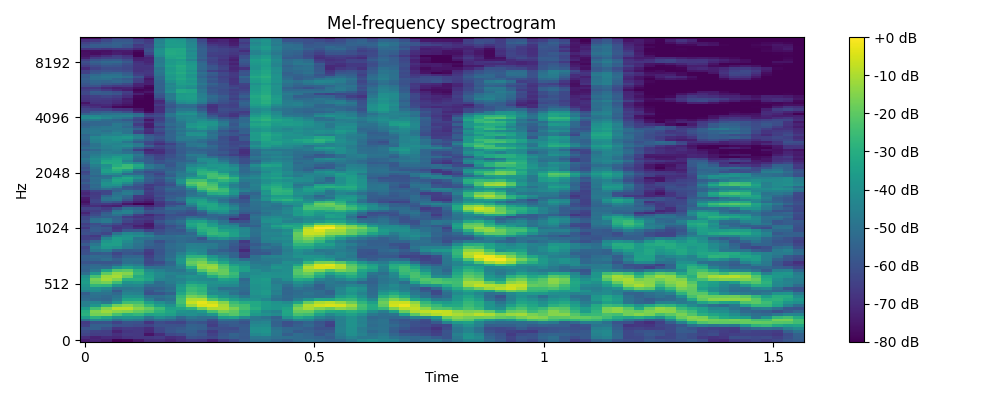 Mel-frequency spectrogram
Hz
8192
4096
2048
1024
512
0
0
0.5
1
1.5
Time
+0 dB
-10 dB
-20 dB
-30 dB
-40 dB
-50 dB
-60 dB
-70 dB
-80 dB